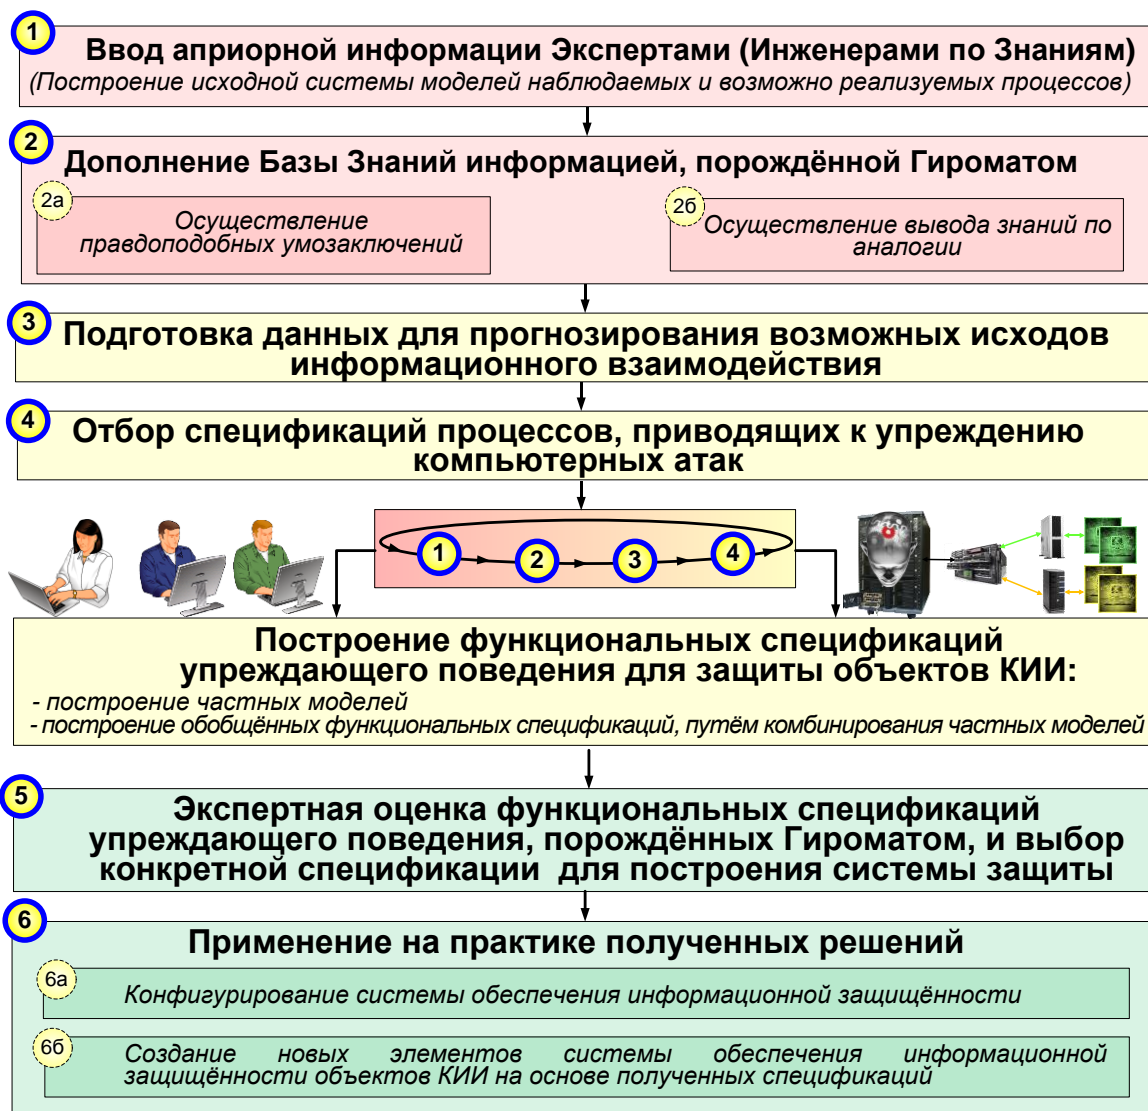 1
Ввод априорной информации Экспертами (Инженерами по Знаниям)
(Построение исходной системы моделей наблюдаемых и возможно реализуемых процессов)
2
Дополнение Базы Знаний информацией, порождённой Гироматом
2а
Осуществление
правдоподобных умозаключений
2б
Осуществление вывода знаний по
аналогии
3
Подготовка данных для прогнозирования возможных исходов
информационного взаимодействия
4
Отбор спецификаций процессов, приводящих к упреждению
компьютерных атак
1 2 3 4
Построение функциональных спецификаций
упреждающего поведения для защиты объектов КИИ:
- построение частных моделей
- построение обобщённых функциональных спецификаций, путём комбинирования частных моделей
5
Экспертная оценка функциональных спецификаций
упреждающего поведения, порождённых Гироматом, и выбор
конкретной спецификации для построения системы защиты
6
Применение на практике полученных решений
6а
Конфигурирование системы обеспечения информационной защищённости
6б
Создание новых элементов системы обеспечения информационной
защищённости объектов КИИ на основе полученных спецификаций